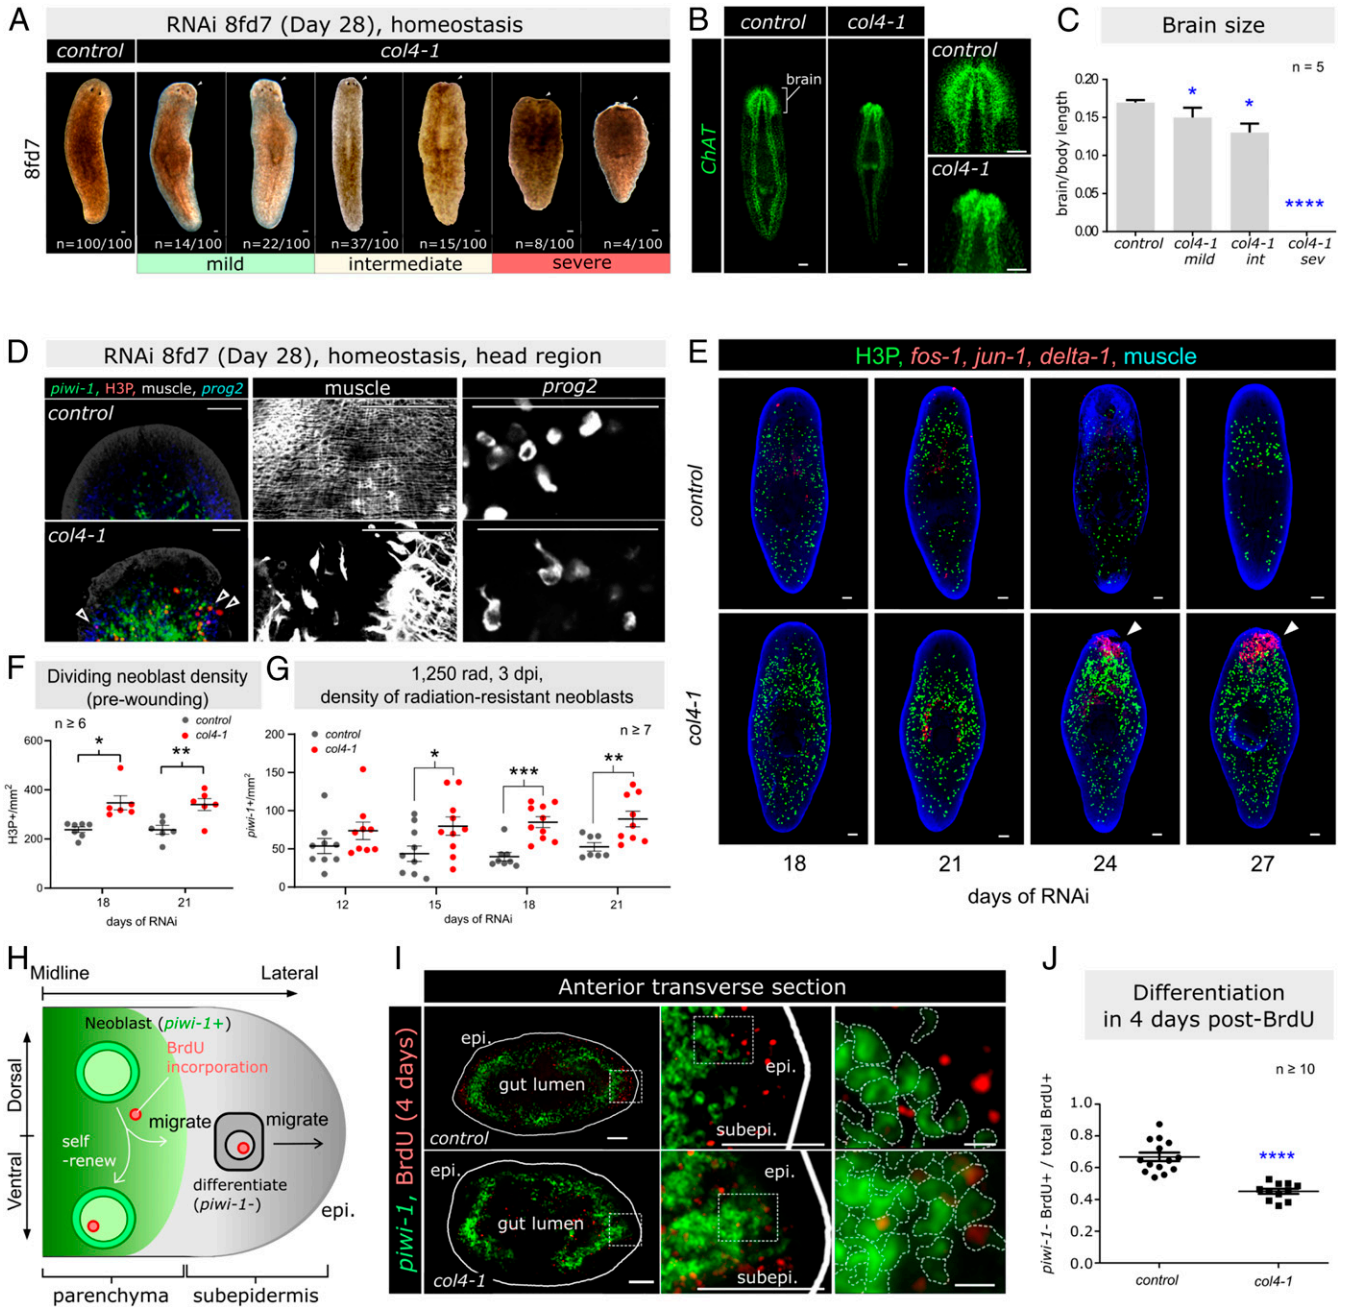 A
RNAi 8fd7 (Day 28), homeostasis
control
col4-1
8fd7
n=100/100
n=14/100
n=22/100
n=37/100
n=15/100
n=8/100
n=4/100
mild
intermediate
severe
B
control
col4-1
control
brain
ChAT
col4-1
C
Brain size
n = 5
brain/body length
0.20
0.15
0.10
0.05
0.00
*
*
****
control
col4-1 mild
col4-1 int
col4-1 sev
D
RNAi 8fd7 (Day 28), homeostasis, head region
piwi-1, H3P, muscle, prog2
muscle
prog2
control
col4-1
E
H3P, fos-1, jun-1, delta-1, muscle
control
col4-1
18
21
24
27
days of RNAi
F
Dividing neoblast density
(pre-wounding)
n ≥ 6
control
col4-1
H3P+/mm²
600
400
200
0
*
**
18
21
days of RNAi
G
1,250 rad, 3 dpi,
density of radiation-resistant neoblasts
n ≥ 7
control
col4-1
piwi-1+/mm²
200
150
100
50
0
*
***
**
12
15
18
21
days of RNAi
H
Midline
Lateral
Dorsal
Ventral
Neoblast (piwi-1+)
BrdU
incorporation
migrate
migrate
self
-renew
differentiate
(piwi-1-)
epi.
parenchyma
subepidermis
I
Anterior transverse section
piwi-1, BrdU (4 days)
epi.
gut lumen
control
epi.
subepi.
epi.
gut lumen
col4-1
epi.
subepi.
J
Differentiation
in 4 days post-BrdU
n ≥ 10
piwi-1- BrdU+ / total BrdU+
1.0
0.8
0.6
0.4
0.2
0.0
****
control
col4-1